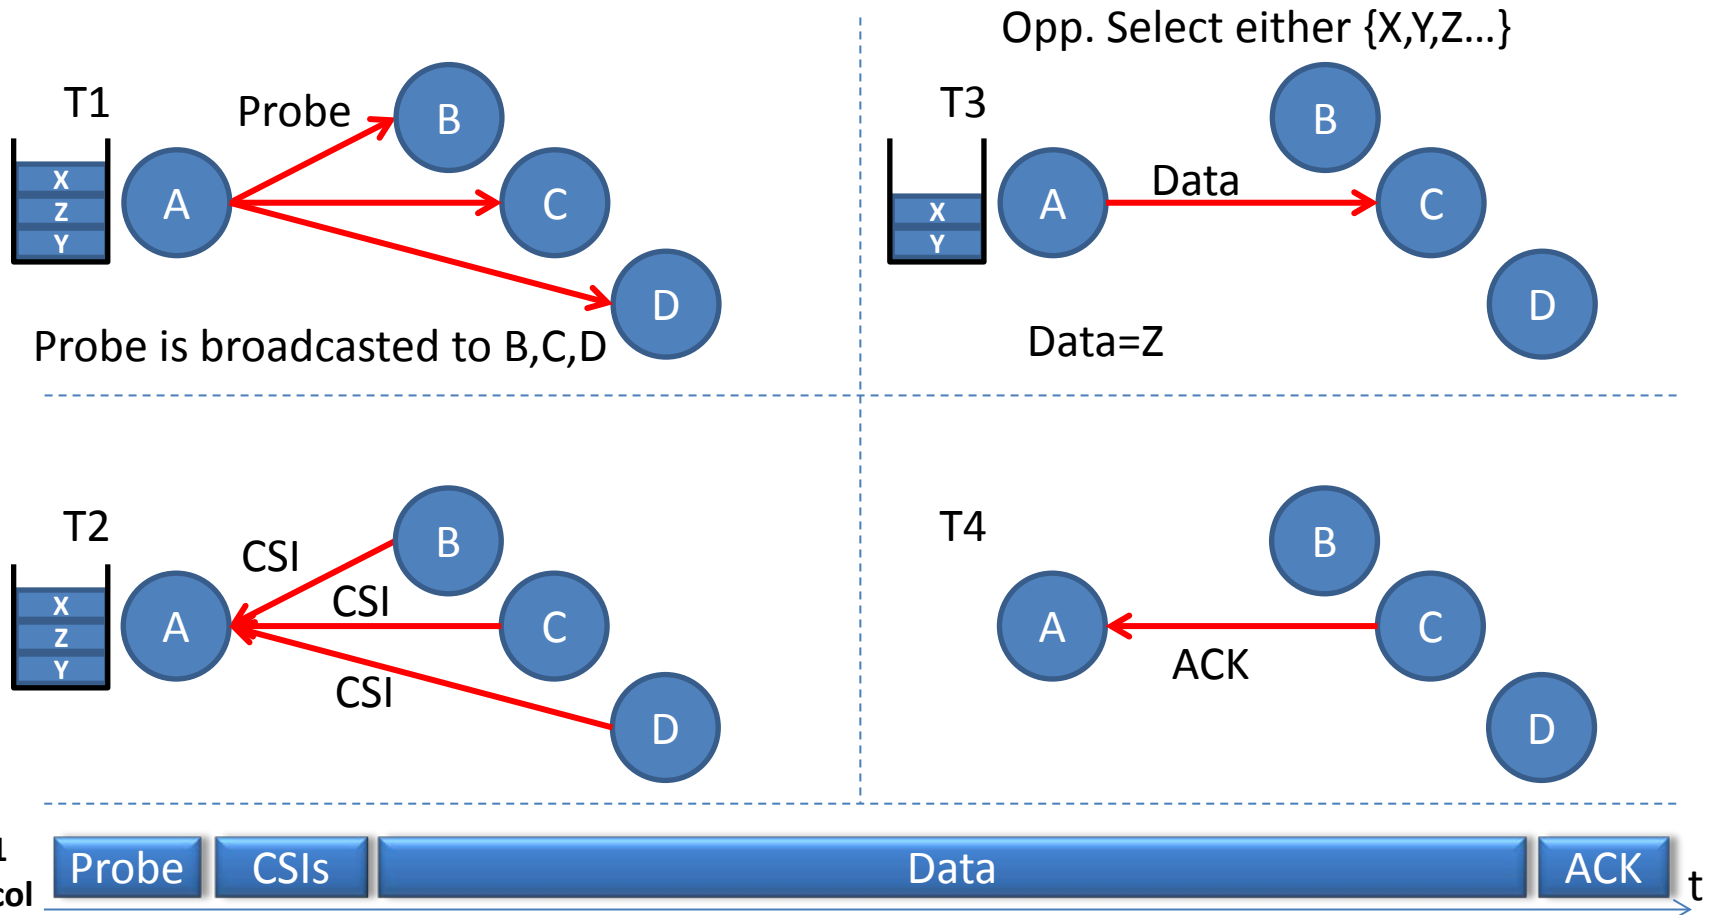 T1
Probe
B
X
Z
Y
A
C
D
Probe is broadcasted to B,C,D
Opp. Select either {X,Y,Z...}
T3
B
Data
X
Y
A
C
D
Data=Z
T2
CSI
B
X
Z
Y
A
CSI
C
CSI
D
T4
B
A
C
ACK
D
1
col
Probe
CSIs
Data
ACK
t